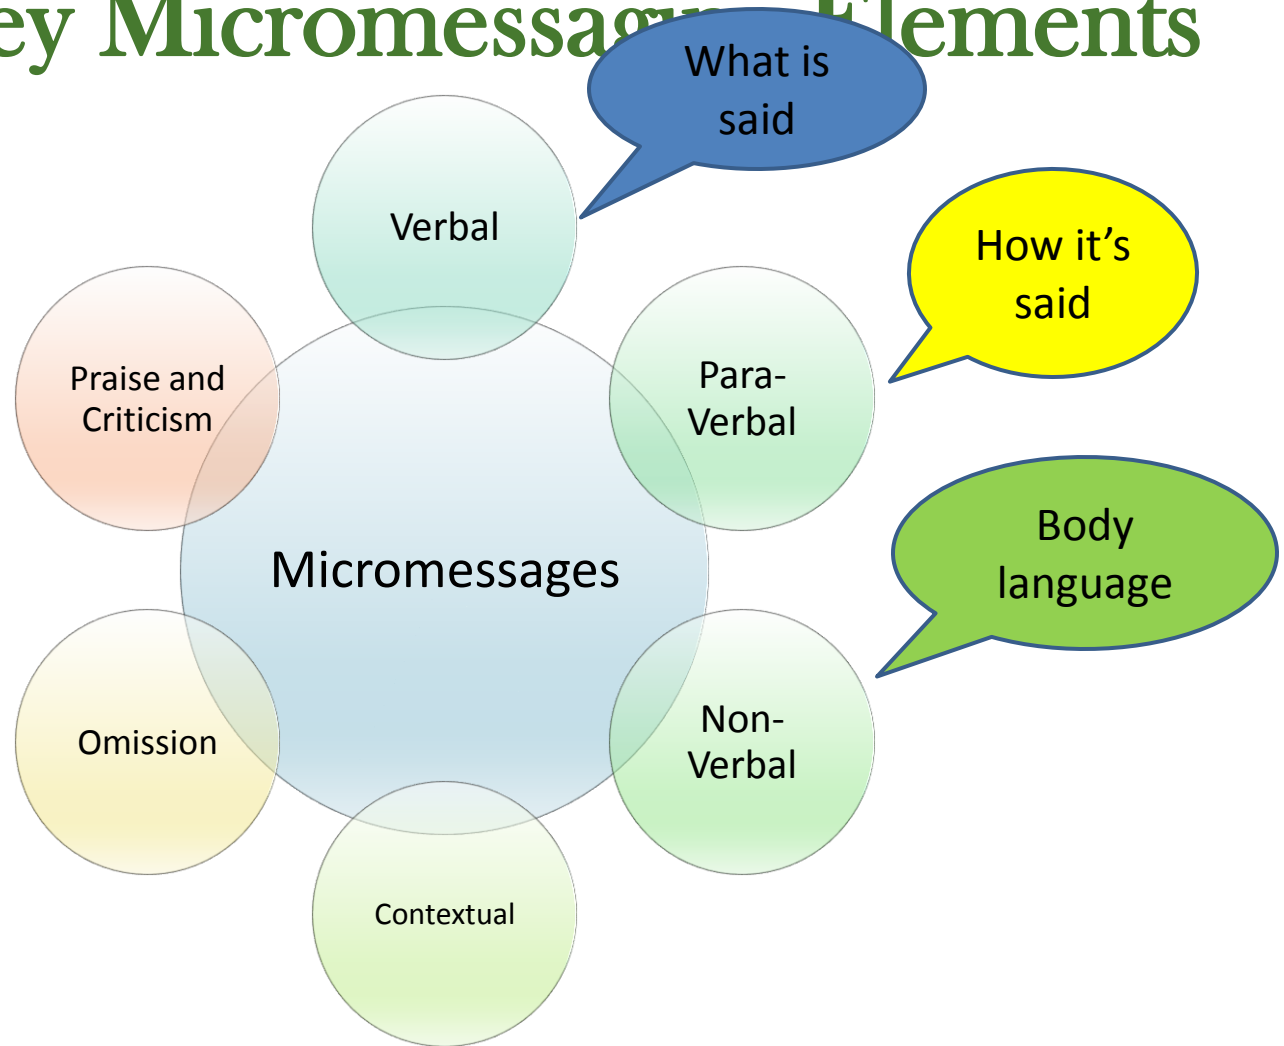 Micromessaging Elements
What is
said
Verbal
How it's
said
Para-
Verbal
Praise and
Criticism
Body
language
Micromessages
Non-
Verbal
Omission
Contextual